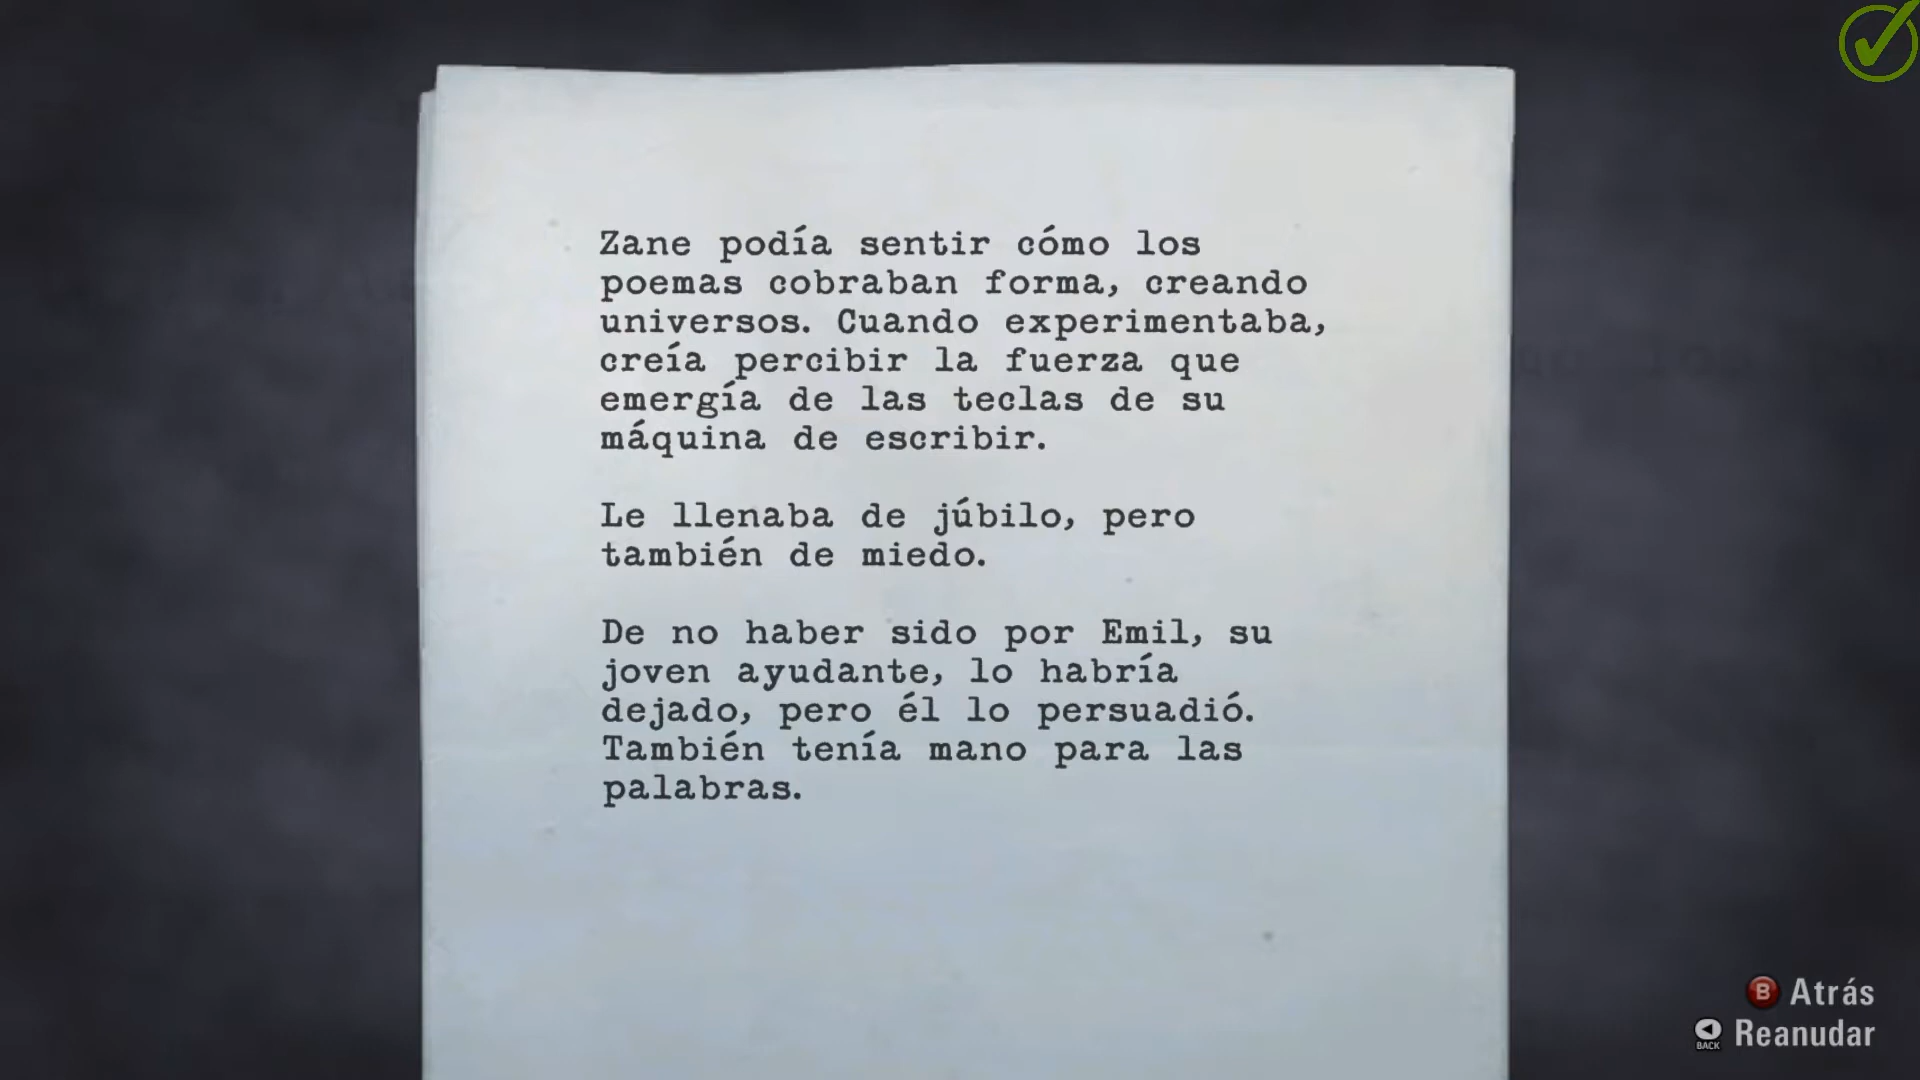 Zane podía sentir cómo los
poemas cobraban forma, creando
universos. Cuando experimentaba,
creía percibir la fuerza que
emergía de las teclas de su
máquina de escribir.
Le llenaba de júbilo, pero
también de miedo.
De no haber sido por Emil, su
joven ayudante, lo habría
dejado, pero él lo persuadió.
También tenía mano para las
palabras.
B Atrás
BACK Reanudar